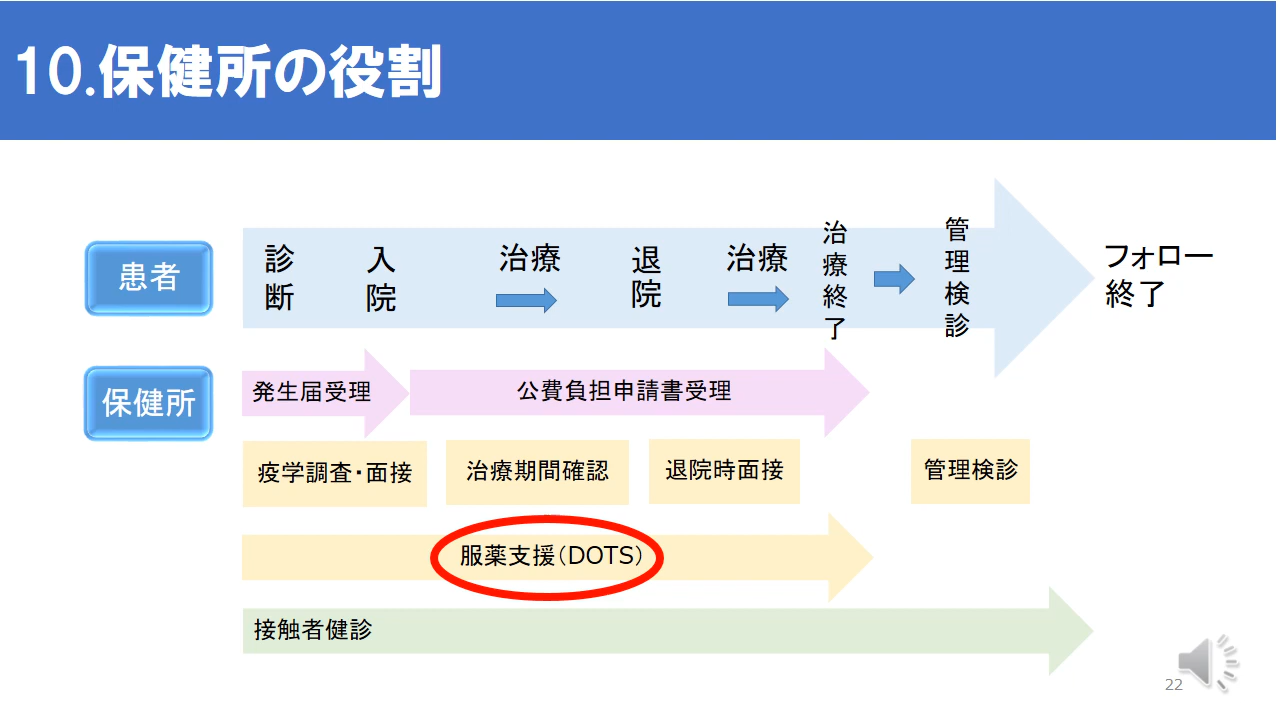 10.保健所の役割
患者
診断
入院
治療
退院
治療
治療終了
管理検診
フォロー
終了
保健所
発生届受理
公費負担申請書受理
疫学調査・面接
治療期間確認
退院時面接
管理検診
服薬支援(DOTS)
接触者健診
22